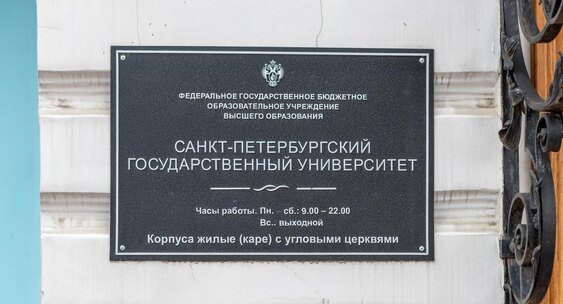 ФЕДЕРАЛЬНОЕ ГОСУДАРСТВЕННОЕ БЮДЖЕТНОЕ
ОБРАЗОВАТЕЛЬНОЕ УЧРЕЖДЕНИЕ
ВЫСШЕГО ОБРАЗОВАНИЯ
САНКТ-ПЕТЕРБУРГСКИЙ
ГОСУДАРСТВЕННЫЙ УНИВЕРСИТЕТ
Часы работы. Пн. - сб.: 9.00 – 22.00
Вс.. выходной
Корпуса жилые (каре) с угловыми церквями